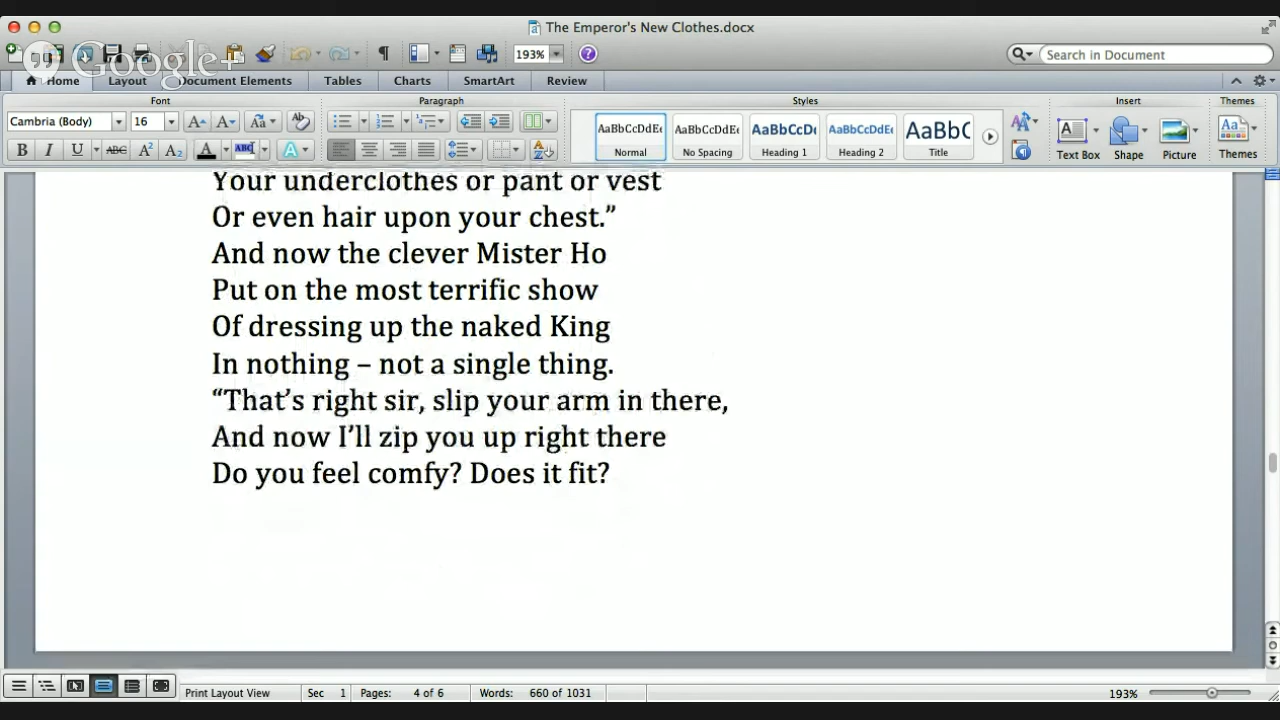 The Emperor's New Clothes.docx
Google+
193%
Search in Document
Home Layout Document Elements Tables Charts SmartArt Review
Font Paragraph Styles Insert Themes
Cambria (Body) 16
AaBbCcDdEe AaBbCcDdEe AaBbCcDc AaBbCcDdEe AaBbC
Normal No Spacing Heading 1 Heading 2 Title
Text Box Shape Picture Themes
Your underclothes or pant or vest
Or even hair upon your chest.”
And now the clever Mister Ho
Put on the most terrific show
Of dressing up the naked King
In nothing – not a single thing.
“That’s right sir, slip your arm in there,
And now I’ll zip you up right there
Do you feel comfy? Does it fit?
Print Layout View Sec 1 Pages: 4 of 6 Words: 660 of 1031 193%